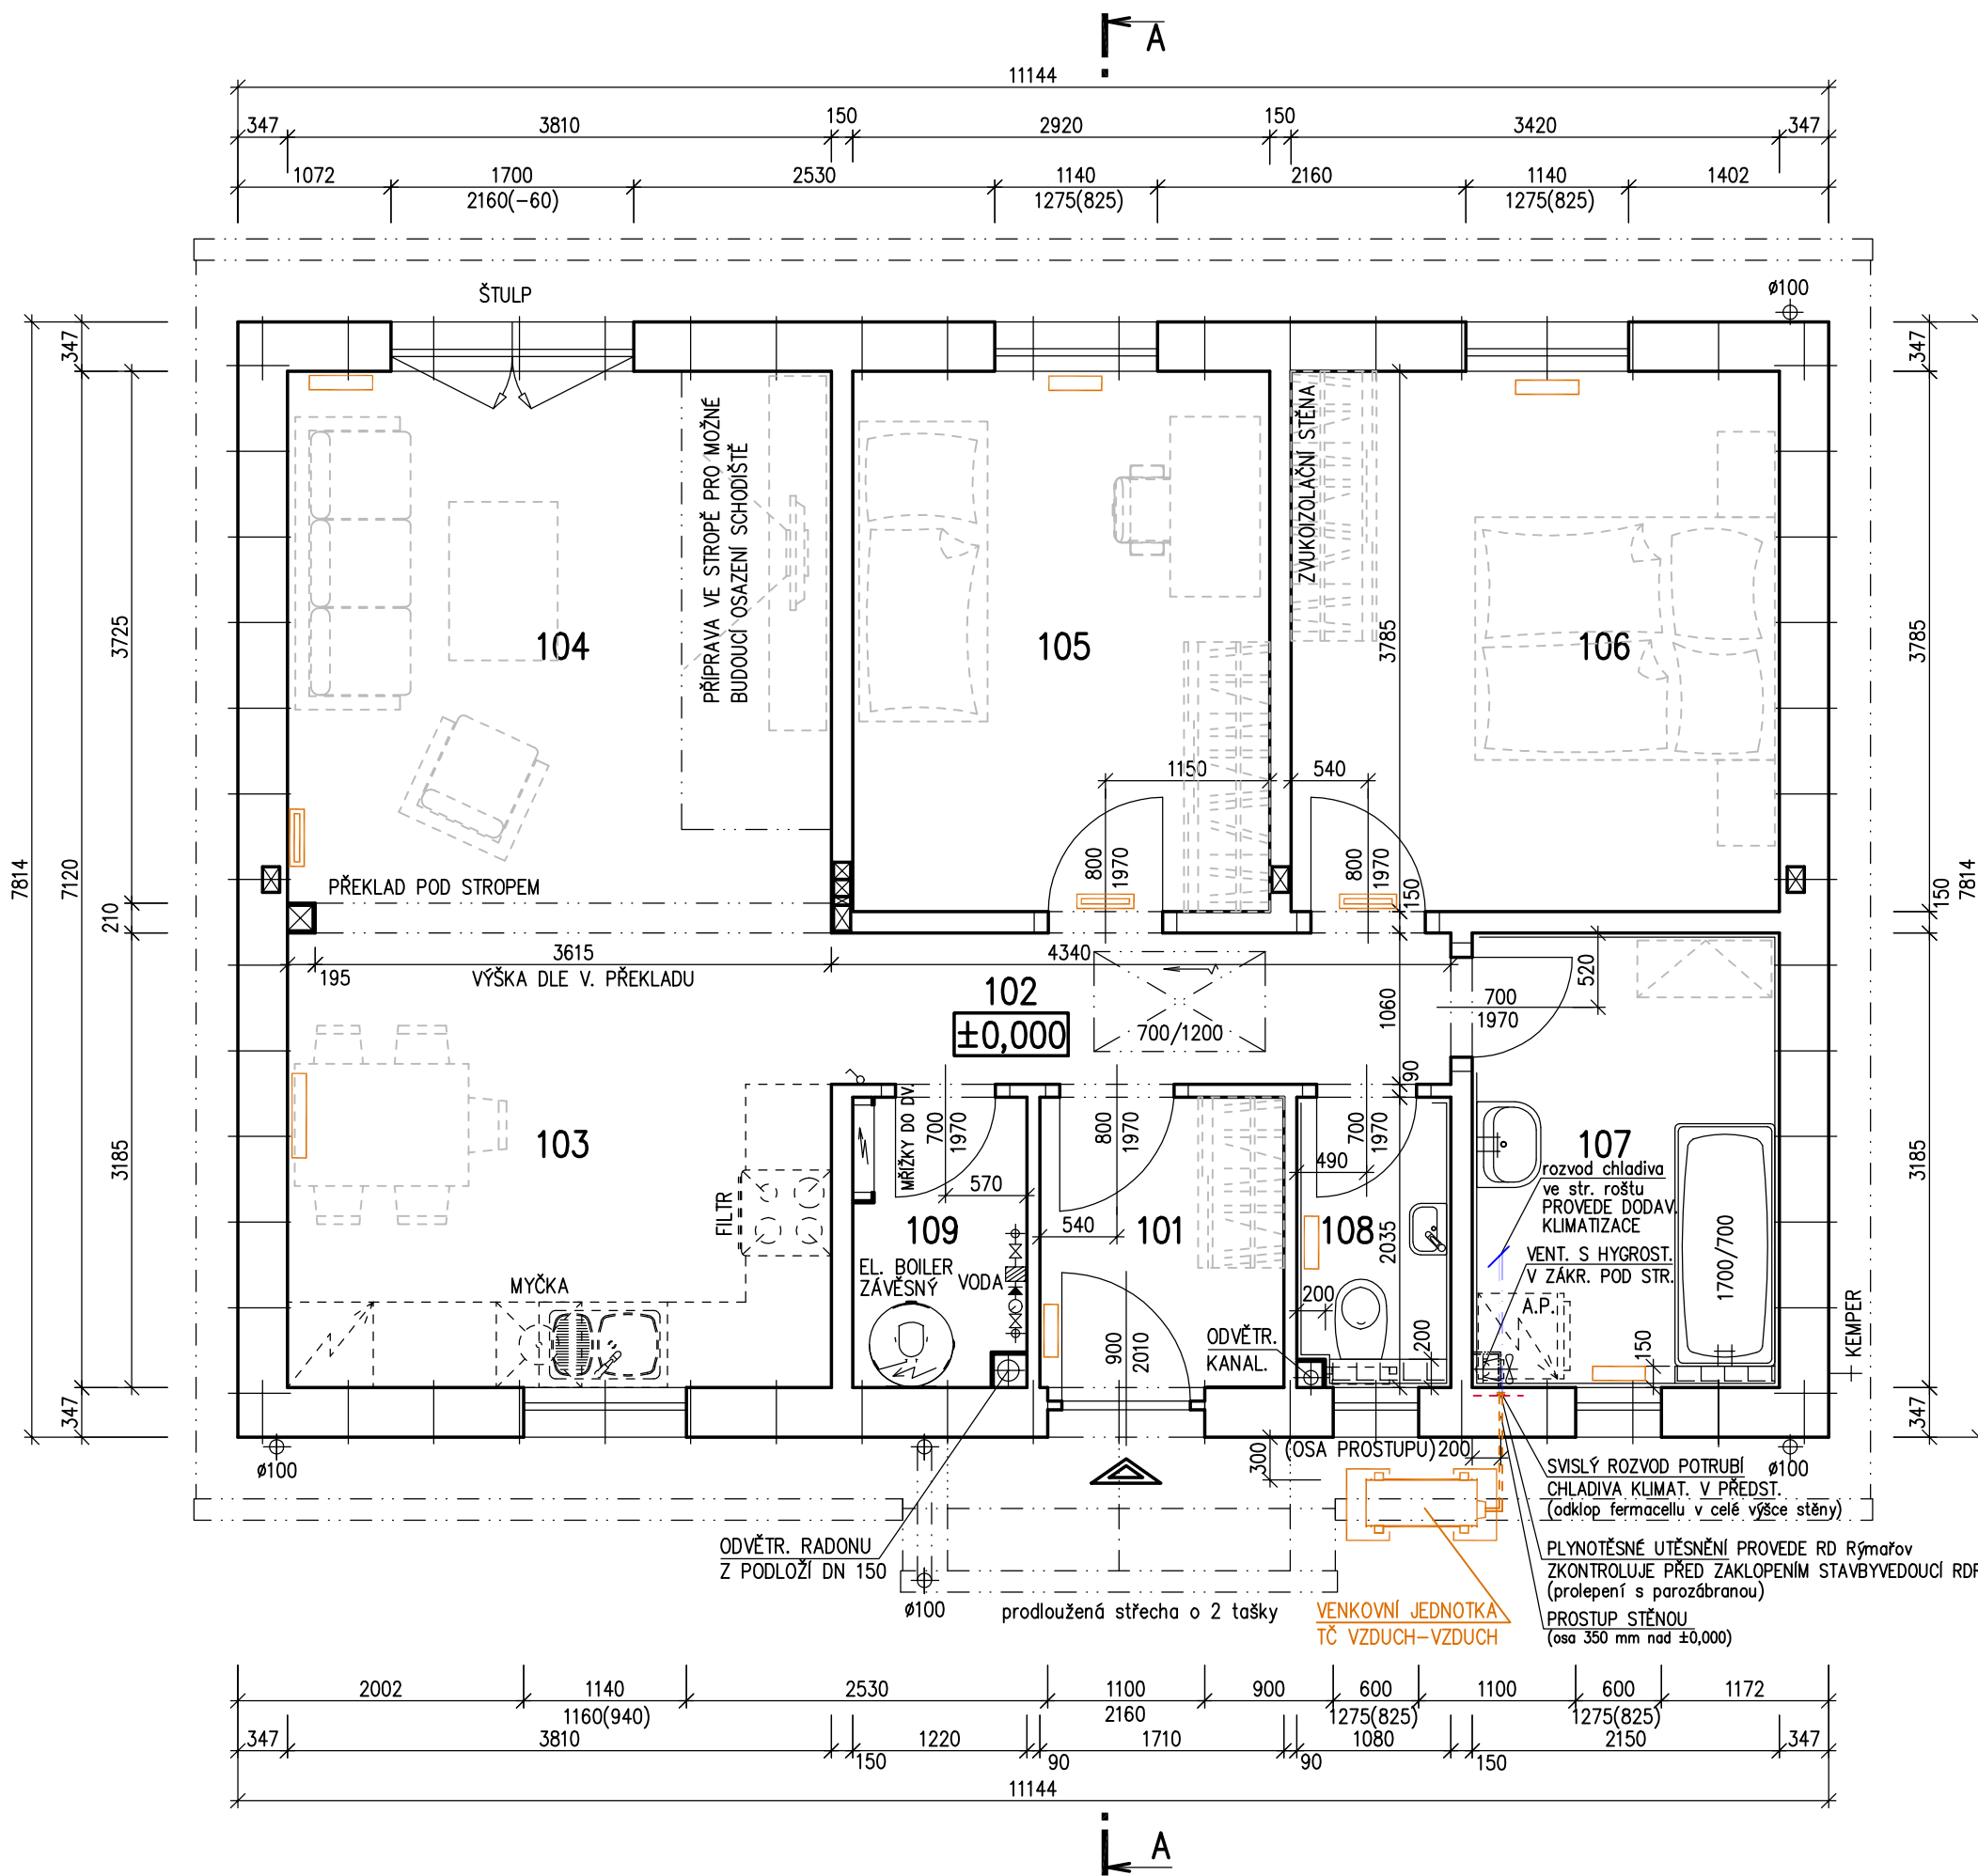 A
11144
347
3810
150
2920
150
3420
347
1072
1700
2530
1140
2160
1140
1402
2160(-60)
1275(825)
1275(825)
ŠTULP
ø100
347
347
PŘÍPRAVA VE STROPĚ PRO MOŽNÉ
BUDOUCÍ OSAZENÍ SCHODIŠTĚ
ZVUKOIZOLAČNÍ STĚNA
3725
3785
3785
104
105
106
1150
540
7814
7120
800
1970
800
1970
150
150
7814
PŘEKLAD POD STROPEM
210
3615
4340
195
VÝŠKA DLE V. PŘEKLADU
102
±0,000
700/1200
1060
700
1970
520
90
103
MŘÍŽKY DO DV.
700
1970
800
1970
700
1970
107
3185
3185
490
rozvod chladiva
ve str. roštu
PROVEDE DODAV.
KLIMATIZACE
570
FILTR
109
540
101
108
2035
EL. BOILER
ZÁVĚSNÝ
VODA
VENT. S HYGROST.
V ZÁKR. POD STR.
1700/700
MYČKA
200
A.P.
ODVĚTR.
KANAL.
900
2010
200
150
KEMPER
347
347
ø100
300
(OSA PROSTUPU)
200
SVISLÝ ROZVOD POTRUBÍ
CHLADIVA KLIMAT. V PŘEDST.
(odklop fermacellu v celé výšce stěny)
ø100
ODVĚTR. RADONU
Z PODLOŽÍ DN 150
PLYNOTĚSNÉ UTĚSNĚNÍ PROVEDE RD Rýmařov
ZKONTROLUJE PŘED ZAKLOPENÍM STAVBYVEDOUCÍ RDR
(prolepení s parozábranou)
ø100
prodloužená střecha o 2 tašky
VENKOVNÍ JEDNOTKA
TČ VZDUCH-VZDUCH
PROSTUP STĚNOU
(osa 350 mm nad ±0,000)
2002
1140
2530
1100
900
600
1100
600
1172
1160(940)
2160
1275(825)
1275(825)
347
3810
150
1220
90
1710
90
1080
150
2150
347
11144
A